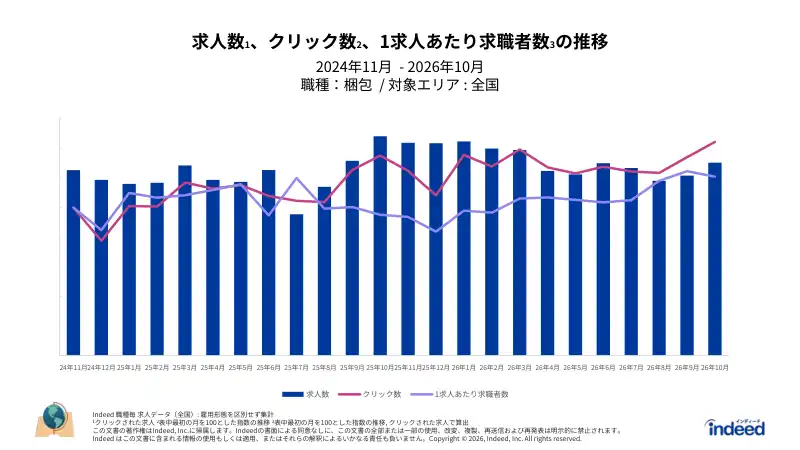 求人数1、クリック数2、1求人あたり求職者数3の推移
2024年11月 - 2026年10月
職種：梱包 / 対象エリア : 全国
24年11月 24年12月 25年1月 25年2月 25年3月 25年4月 25年5月 25年6月 25年7月 25年8月 25年9月 25年10月 25年11月 25年12月 26年1月 26年2月 26年3月 26年4月 26年5月 26年6月 26年7月 26年8月 26年9月 26年10月
求人数 クリック数 1求人あたり求職者数
Indeed 職種毎 求人データ（全国）: 雇用形態を区別せず集計
¹クリックされた求人 ²表中最初の月を100とした指数の推移 ³表中最初の月を100とした指数の推移, クリックされた求人で算出
この文書の著作権はIndeed, Inc.に帰属します。Indeedの書面による同意なしに、この文書の全部または一部の使用、改変、複製、再送信および再発表は明示的に禁止されます。
Indeed はこの文書に含まれる情報の使用もしくは適用、またはそれらの解釈によるいかなる責任も負いません。Copyright © 2026, Indeed, Inc. All rights reserved.
インディード
indeed